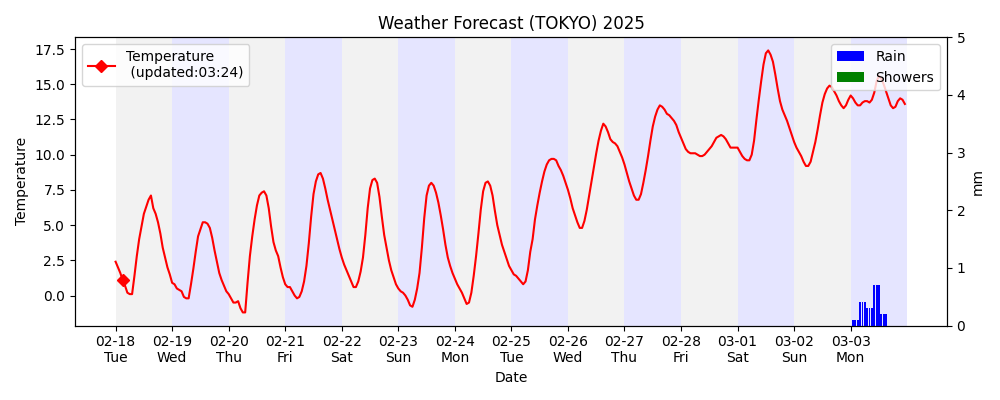 Weather Forecast (TOKYO) 2025
Temperature
(updated:03:24)
Rain
Showers
Temperature
17.5
15.0
12.5
10.0
7.5
5.0
2.5
0.0
5
4
3
2
1
0
mm
02-18 02-19 02-20 02-21 02-22 02-23 02-24 02-25 02-26 02-27 02-28 03-01 03-02 03-03
Tue Wed Thu Fri Sat Sun Mon Tue Wed Thu Fri Sat Sun Mon
Date